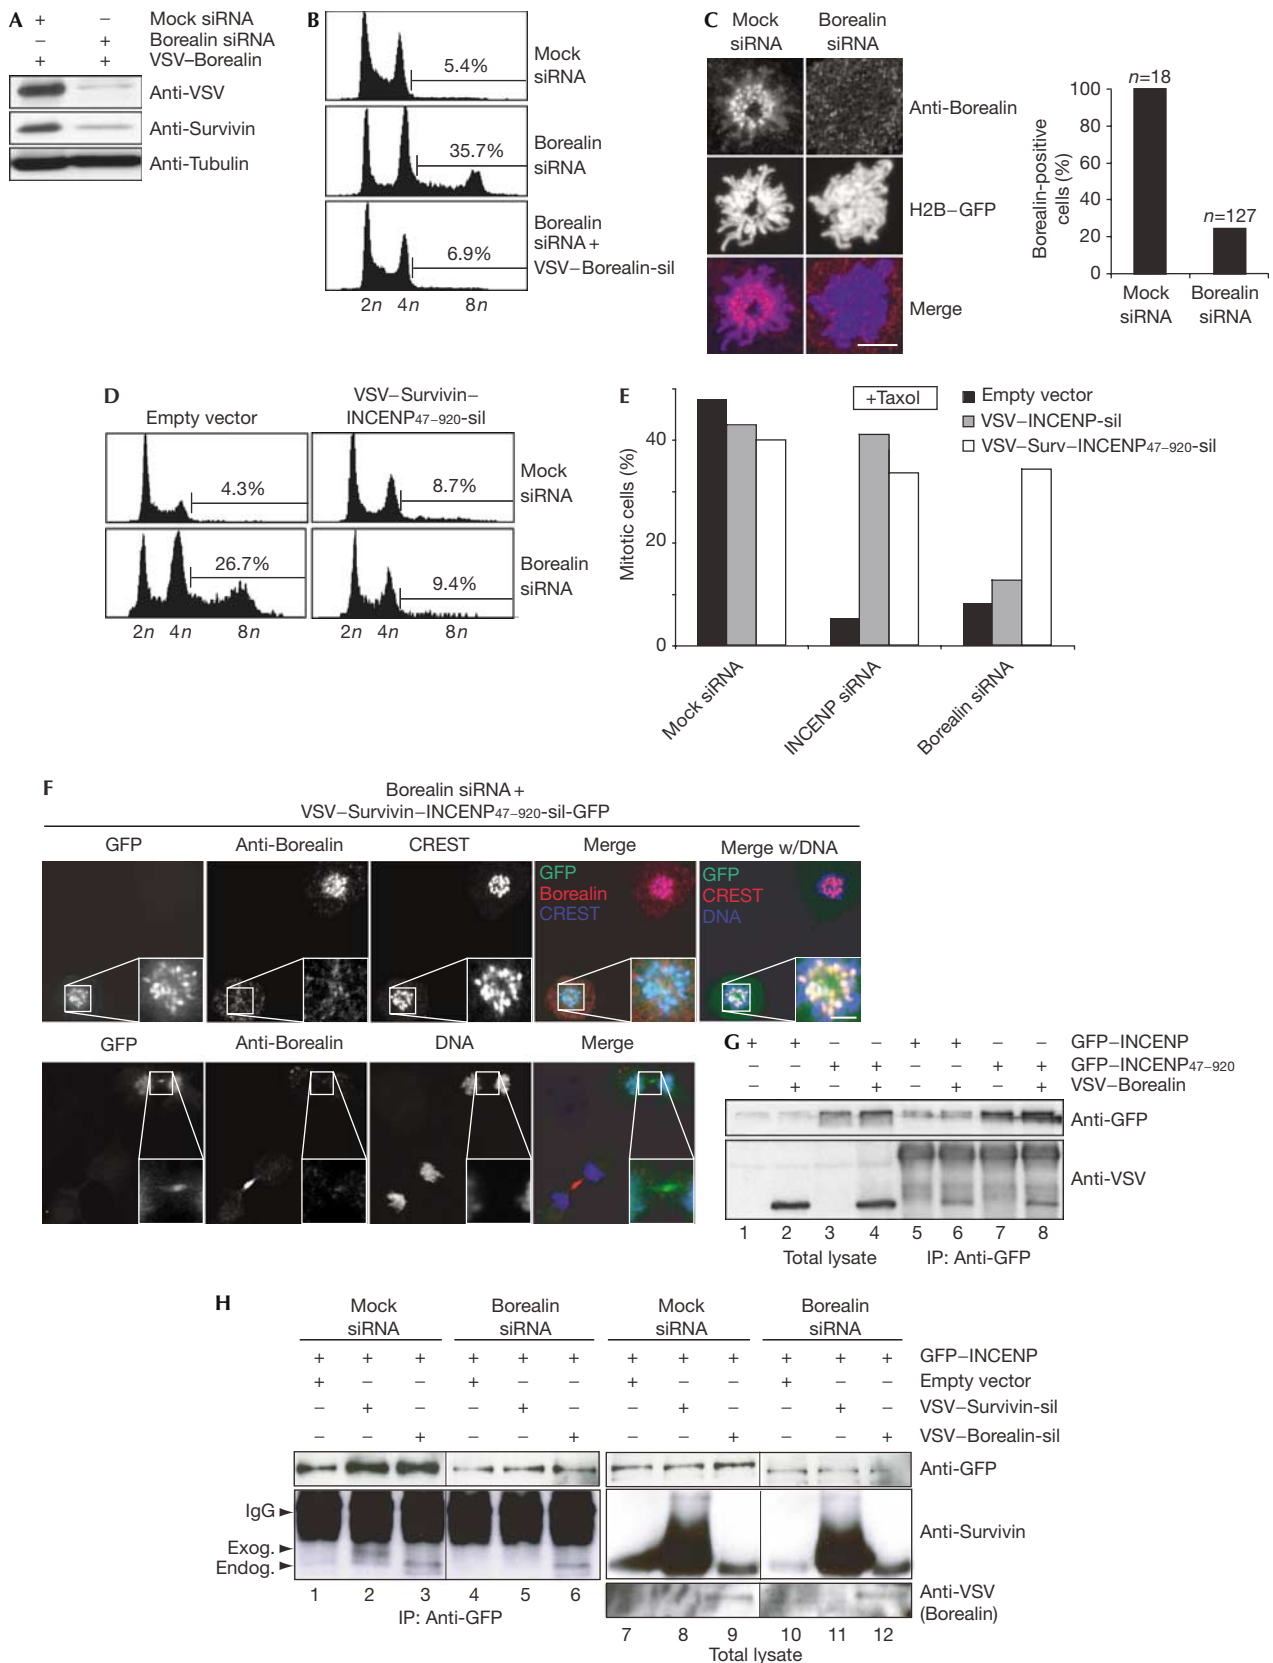 A + – Mock siRNA
– + Borealin siRNA
+ + VSV–Borealin
Anti-VSV
Anti-Survivin
Anti-Tubulin
B
5.4%
Mock
siRNA
35.7%
Borealin
siRNA
6.9%
Borealin
siRNA +
VSV–Borealin-sil
2n 4n 8n
C Mock
siRNA
Borealin
siRNA
Anti-Borealin
H2B–GFP
Merge
Borealin-positive
cells (%)
100
80
60
40
20
0
n=18
n=127
Mock
siRNA
Borealin
siRNA
D
Empty vector
VSV–Survivin–
INCENP47–920-sil
4.3%
8.7%
Mock
siRNA
26.7%
9.4%
Borealin
siRNA
2n 4n 8n 2n 4n 8n
E
+Taxol
Empty vector
VSV–INCENP-sil
VSV–Surv-INCENP47–920-sil
Mitotic cells (%)
40
20
0
Mock siRNA
INCENP siRNA
Borealin siRNA
F
Borealin siRNA +
VSV–Survivin–INCENP47–920-sil-GFP
GFP Anti-Borealin CREST Merge Merge w/DNA
GFP
Borealin
CREST
GFP
CREST
DNA
GFP Anti-Borealin DNA Merge
G + + – – + + – – GFP–INCENP
– – + + – – + + GFP–INCENP47–920
– + – + – + – + VSV–Borealin
Anti-GFP
Anti-VSV
1 2 3 4 5 6 7 8
Total lysate IP: Anti-GFP
H
Mock
siRNA
Borealin
siRNA
Mock
siRNA
Borealin
siRNA
+ + + + + + + + + + + + GFP–INCENP
+ – – + – – + – – + – – Empty vector
– + – – + – – + – – + – VSV–Survivin-sil
– – + – – + – – + – – + VSV–Borealin-sil
Anti-GFP
IgG
Exog.
Endog.
Anti-Survivin
Anti-VSV
(Borealin)
1 2 3 4 5 6
IP: Anti-GFP
7 8 9 10 11 12
Total lysate